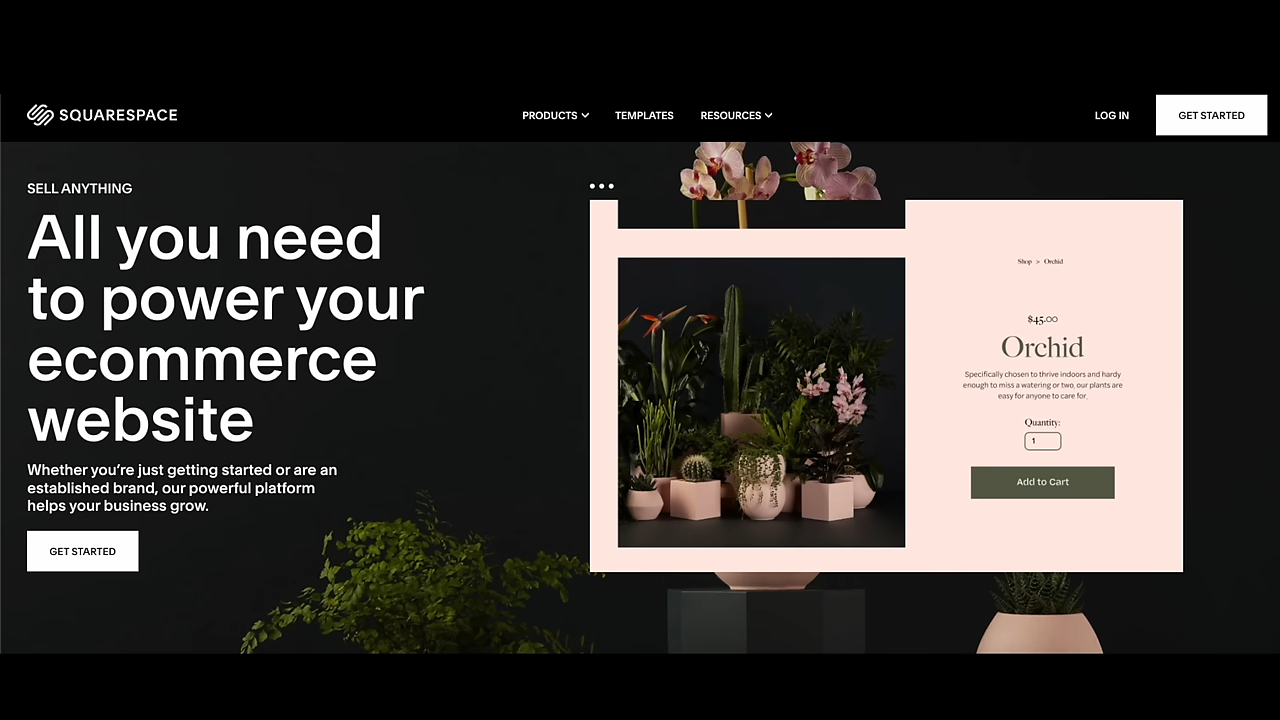 SQUARESPACE
PRODUCTS
TEMPLATES
RESOURCES
LOG IN
GET STARTED
SELL ANYTHING
All you need
to power your
ecommerce
website
Whether you're just getting started or are an
established brand, our powerful platform
helps your business grow.
GET STARTED
Shop > Orchid
$45.00
Orchid
Specifically chosen to thrive indoors and hardy
enough to miss a watering or two, our plants are
easy for anyone to care for.
Quantity:
1
Add to Cart